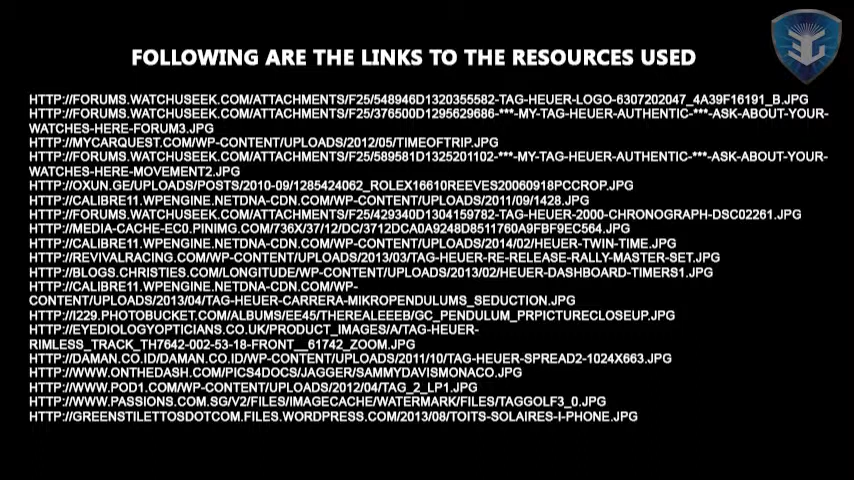 FOLLOWING ARE THE LINKS TO THE RESOURCES USED
HTTP://FORUMS.WATCHUSEEK.COM/ATTACHMENTS/F25/548946D1320355582-TAG-HEUER-LOGO-6307202047_4A39F16191_B.JPG
HTTP://FORUMS.WATCHUSEEK.COM/ATTACHMENTS/F25/376500D1295629686-***-MY-TAG-HEUER-AUTHENTIC-***-ASK-ABOUT-YOUR-
WATCHES-HERE-FORUM3.JPG
HTTP://MYCARQUEST.COM/WP-CONTENT/UPLOADS/2012/05/TIMEOFTRIP.JPG
HTTP://FORUMS.WATCHUSEEK.COM/ATTACHMENTS/F25/589581D1325201102-***-MY-TAG-HEUER-AUTHENTIC-***-ASK-ABOUT-YOUR-
WATCHES-HERE-MOVEMENT2.JPG
HTTP://OXUN.GE/UPLOADS/POSTS/2010-09/1285424062_ROLEX16610REEVES20060918PCCROP.JPG
HTTP://CALIBRE11.WPENGINE.NETDNA-CDN.COM/WP-CONTENT/UPLOADS/2011/09/1428.JPG
HTTP://FORUMS.WATCHUSEEK.COM/ATTACHMENTS/F25/429340D1304159782-TAG-HEUER-2000-CHRONOGRAPH-DSC02261.JPG
HTTP://MEDIA-CACHE-EC0.PINIMG.COM/736X/37/12/DC/3712DCA0A9248D8511760A9FBF9EC564.JPG
HTTP://CALIBRE11.WPENGINE.NETDNA-CDN.COM/WP-CONTENT/UPLOADS/2014/02/HEUER-TWIN-TIME.JPG
HTTP://REVIVALRACING.COM/WP-CONTENT/UPLOADS/2013/03/TAG-HEUER-RE-RELEASE-RALLY-MASTER-SET.JPG
HTTP://BLOGS.CHRISTIES.COM/LONGITUDE/WP-CONTENT/UPLOADS/2013/02/HEUER-DASHBOARD-TIMERS1.JPG
HTTP://CALIBRE11.WPENGINE.NETDNA-CDN.COM/WP-
CONTENT/UPLOADS/2013/04/TAG-HEUER-CARRERA-MIKROPENDULUMS_SEDUCTION.JPG
HTTP://I229.PHOTOBUCKET.COM/ALBUMS/EE45/THEREALEEEB/GC_PENDULUM_PRPICTURECLOSEUP.JPG
HTTP://EYEDIOLOGYOPTICIANS.CO.UK/PRODUCT_IMAGES/A/TAG-HEUER-
RIMLESS_TRACK_TH7642-002-53-18-FRONT__61742_ZOOM.JPG
HTTP://DAMAN.CO.ID/DAMAN.CO.ID/WP-CONTENT/UPLOADS/2011/10/TAG-HEUER-SPREAD2-1024X663.JPG
HTTP://WWW.ONTHEDASH.COM/PICS4DOCS/JAGGER/SAMMYDAVISMONACO.JPG
HTTP://WWW.POD1.COM/WP-CONTENT/UPLOADS/2012/04/TAG_2_LP1.JPG
HTTP://WWW.PASSIONS.COM.SG/V2/FILES/IMAGECACHE/WATERMARK/FILES/TAGGOLF3_0.JPG
HTTP://GREENSTILETTOSDOTCOM.FILES.WORDPRESS.COM/2013/08/TOITS-SOLAIRES-I-PHONE.JPG